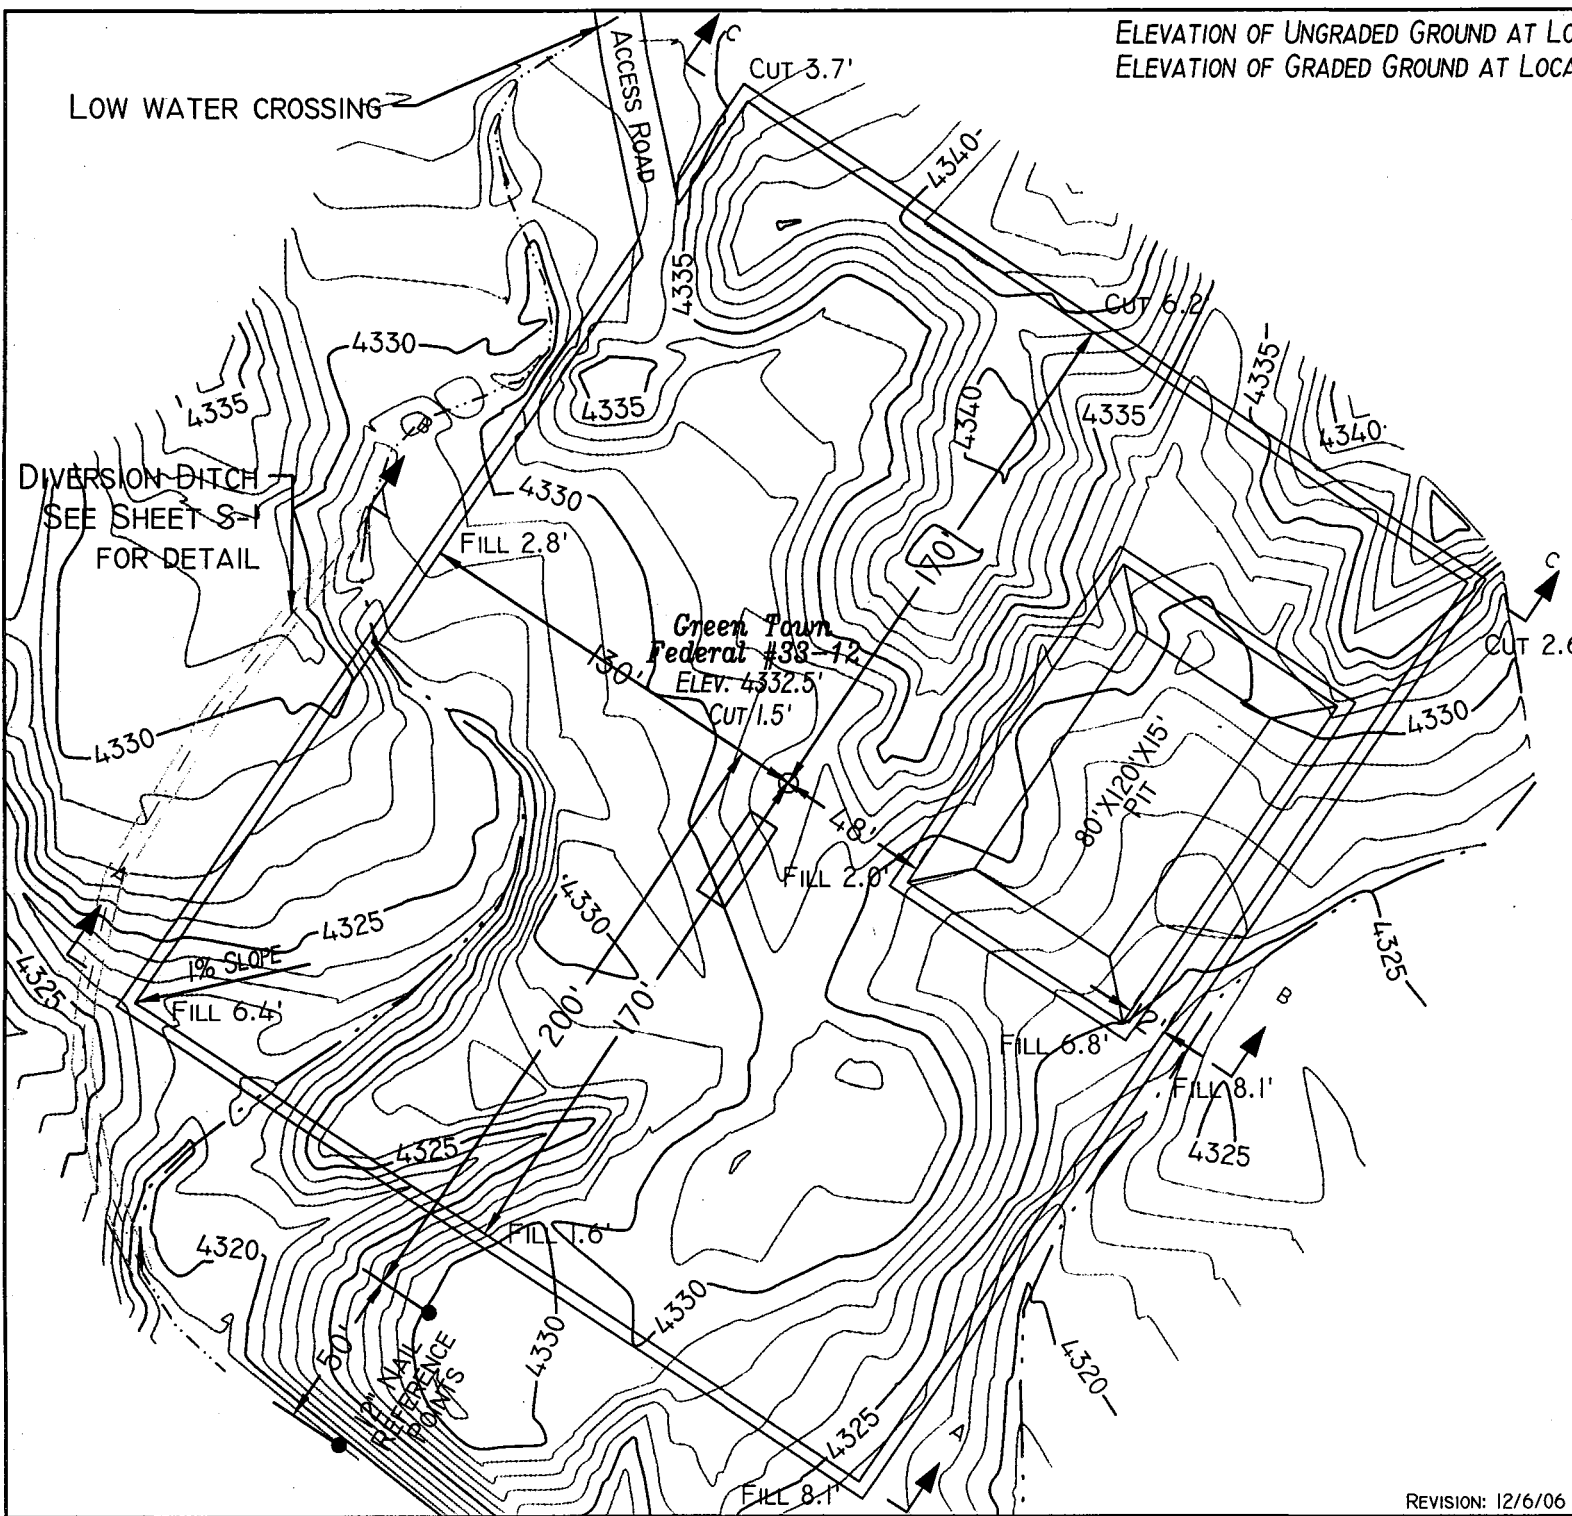 ELEVATION OF UNGRADED GROUND AT LO
ELEVATION OF GRADED GROUND AT LOCA
C
CUT 3.7'
LOW WATER CROSSING
ACCESS ROAD
4340
4335
CUT 6.2'
4330
4335
4335
4335
4340
4335
4340
DIVERSION DITCH
SEE SHEET S-1
FOR DETAIL
4330
FILL 2.8'
170'
C
Green Town
Federal #33-12
ELEV. 4332.5'
CUT 1.5'
130'
CUT 2.6
4330
4330
80'X120'X15'
PIT
48'
FILL 2.0'
4330
A
4325
4325
1% SLOPE
4325
FILL 6.4'
200'
170'
B
12'
FILL 6.8'
FILL 8.1'
4325
4325
FILL 1.6'
4320
4330
4330
4320
50'
12" NAIL
REFERENCE
POINTS
4325
A
FILL 8.1'
REVISION: 12/6/06